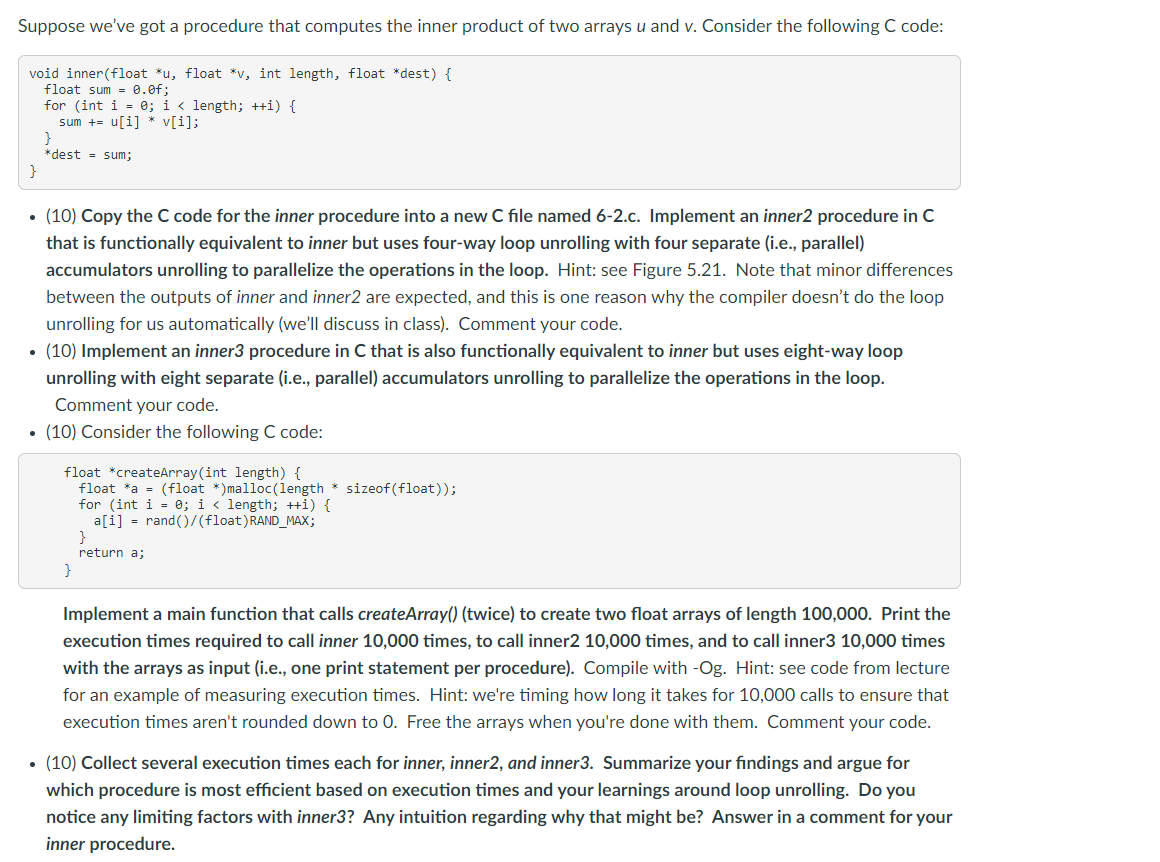 Suppose we've got a procedure that computes the inner product of two arrays u and v. Consider the following C code:
void inner(float *u, float *v, int length, float *dest) {
float sum = 0.0f;
for (int i = 0; i < length; ++i) {
sum += u[i] * v[i];
}
*dest = sum;
}
• (10) Copy the C code for the inner procedure into a new C file named 6-2.c. Implement an inner2 procedure in C
that is functionally equivalent to inner but uses four-way loop unrolling with four separate (i.e., parallel)
accumulators unrolling to parallelize the operations in the loop. Hint: see Figure 5.21. Note that minor differences
between the outputs of inner and inner2 are expected, and this is one reason why the compiler doesn't do the loop
unrolling for us automatically (we'll discuss in class). Comment your code.
• (10) Implement an inner3 procedure in C that is also functionally equivalent to inner but uses eight-way loop
unrolling with eight separate (i.e., parallel) accumulators unrolling to parallelize the operations in the loop.
Comment your code.
• (10) Consider the following C code:
float *createArray(int length) {
float *a = (float *)malloc(length * sizeof(float));
for (int i = 0; i < length; ++i) {
a[i] = rand()/(float)RAND_MAX;
}
return a;
}
Implement a main function that calls createArray() (twice) to create two float arrays of length 100,000. Print the
execution times required to call inner 10,000 times, to call inner2 10,000 times, and to call inner3 10,000 times
with the arrays as input (i.e., one print statement per procedure). Compile with -Og. Hint: see code from lecture
for an example of measuring execution times. Hint: we're timing how long it takes for 10,000 calls to ensure that
execution times aren't rounded down to 0. Free the arrays when you're done with them. Comment your code.
• (10) Collect several execution times each for inner, inner2, and inner3. Summarize your findings and argue for
which procedure is most efficient based on execution times and your learnings around loop unrolling. Do you
notice any limiting factors with inner3? Any intuition regarding why that might be? Answer in a comment for your
inner procedure.